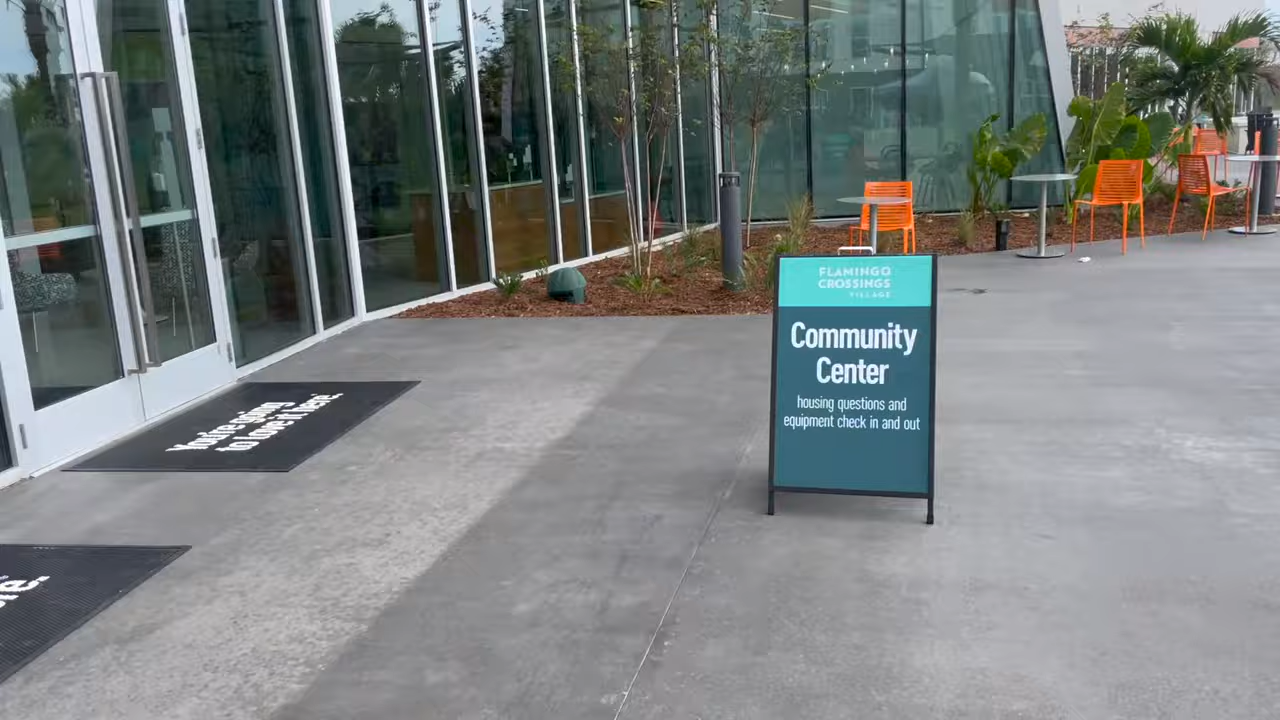 FLAMINGO
CROSSINGS
VILLAGE
Community
Center
housing questions and
equipment check in and out
You're going
to love it here